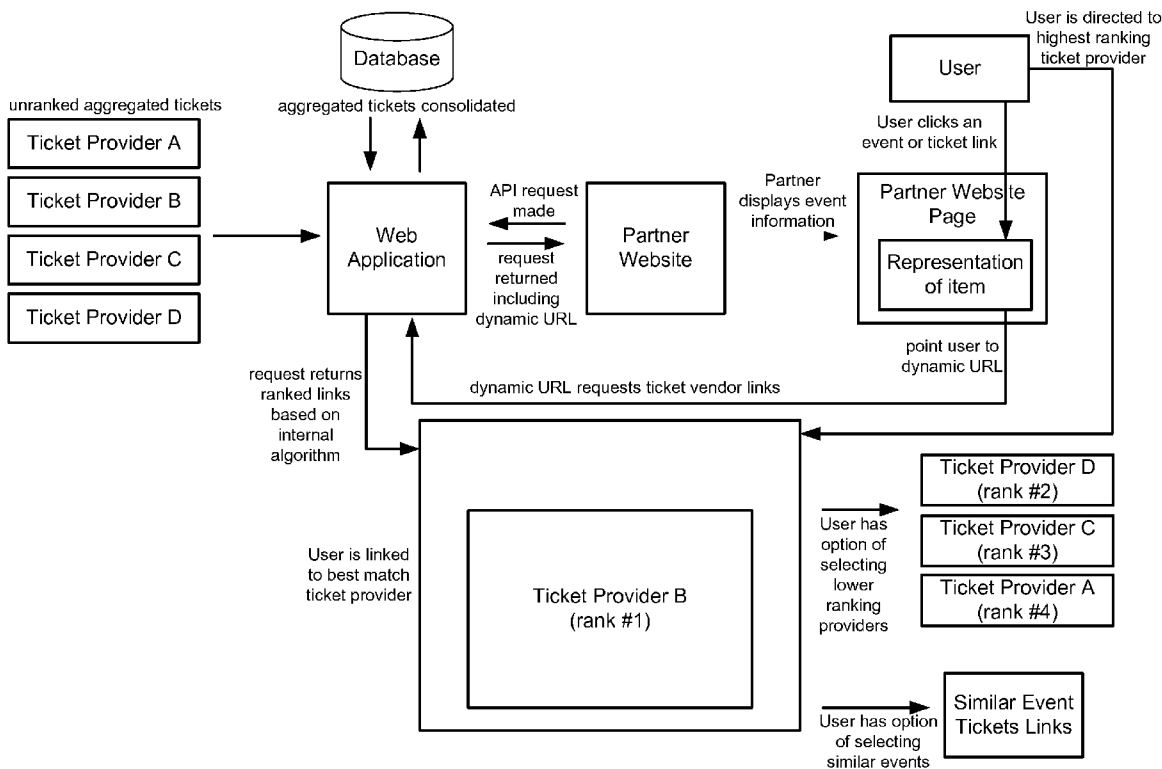 User is directed to
highest ranking
ticket provider
Database
User
unranked aggregated tickets
aggregated tickets consolidated
Ticket Provider A
Ticket Provider B
Ticket Provider C
Ticket Provider D
User clicks an
event or ticket link
Web
Application
API request
made
request
returned
including
dynamic URL
Partner
Website
Partner
displays event
information
Partner Website
Page
Representation
of item
point user to
dynamic URL
dynamic URL requests ticket vendor links
request returns
ranked links
based on
internal
algorithm
User is linked
to best match
ticket provider
Ticket Provider B
(rank #1)
User has
option of
selecting
lower
ranking
providers
Ticket Provider D
(rank #2)
Ticket Provider C
(rank #3)
Ticket Provider A
(rank #4)
User has option
of selecting
similar events
Similar Event
Tickets Links